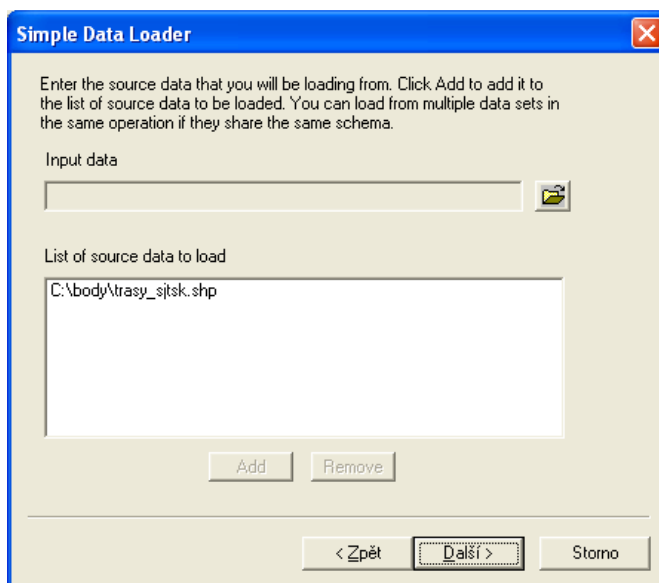 Simple Data Loader
Enter the source data that you will be loading from. Click Add to add it to
the list of source data to be loaded. You can load from multiple data sets in
the same operation if they share the same schema.
Input data
List of source data to load
C:\body\trasy_sjtsk.shp
Add
Remove
< Zpět
Další >
Storno